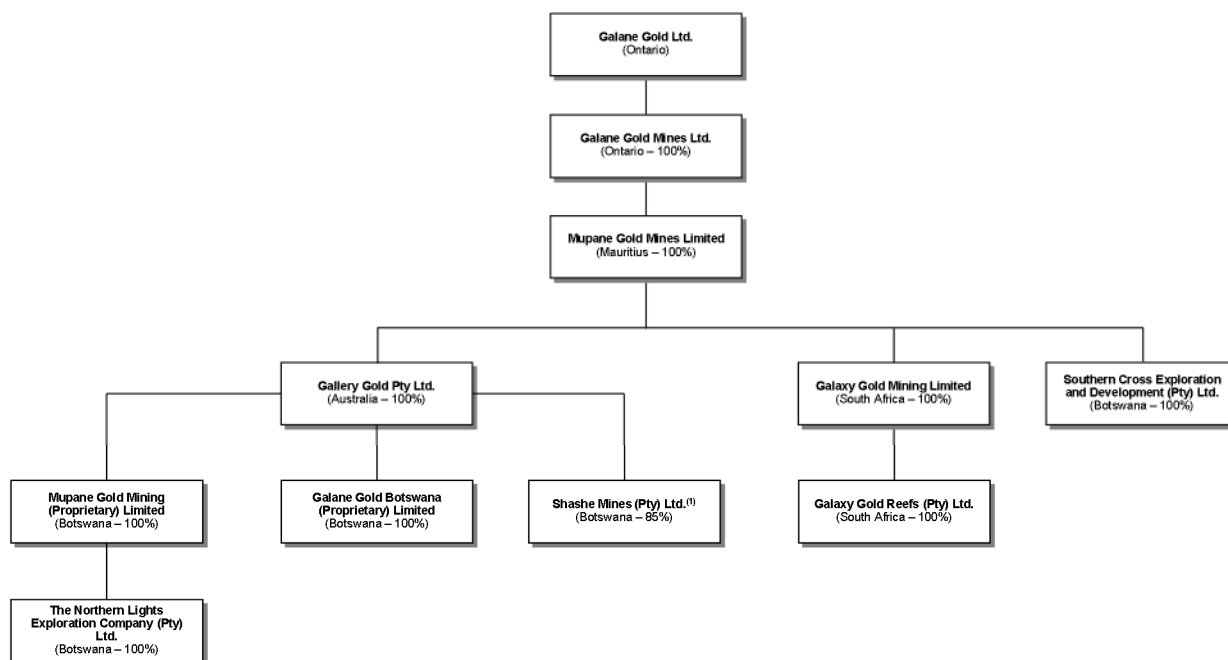 Galane Gold Ltd.
(Ontario)
Galane Gold Mines Ltd.
(Ontario – 100%)
Mupane Gold Mines Limited
(Mauritius – 100%)
Gallery Gold Pty Ltd.
(Australia – 100%)
Galaxy Gold Mining Limited
(South Africa – 100%)
Southern Cross Exploration
and Development (Pty) Ltd.
(Botswana – 100%)
Mupane Gold Mining
(Proprietary) Limited
(Botswana – 100%)
Galane Gold Botswana
(Proprietary) Limited
(Botswana – 100%)
Shashe Mines (Pty) Ltd.(1)
(Botswana – 85%)
Galaxy Gold Reefs (Pty) Ltd.
(South Africa – 100%)
The Northern Lights
Exploration Company (Pty)
Ltd.
(Botswana – 100%)